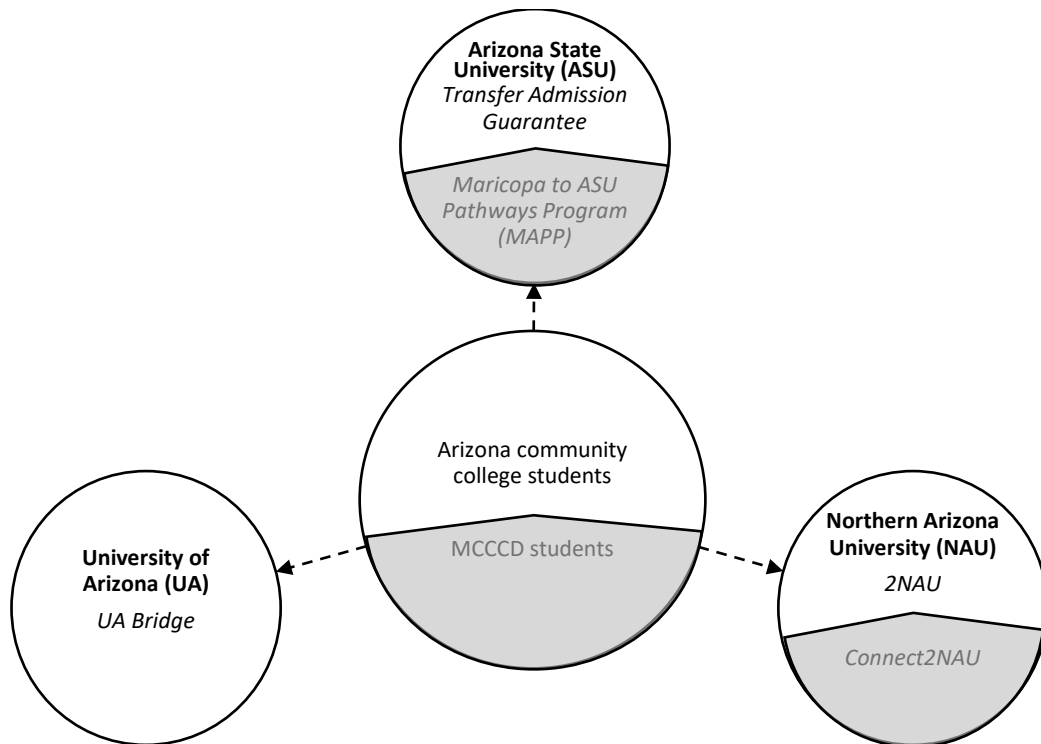 Arizona State
University (ASU)
Transfer Admission
Guarantee
Maricopa to ASU
Pathways Program
(MAPP)
Arizona community
college students
MCCCD students
University of
Arizona (UA)
UA Bridge
Northern Arizona
University (NAU)
2NAU
Connect2NAU